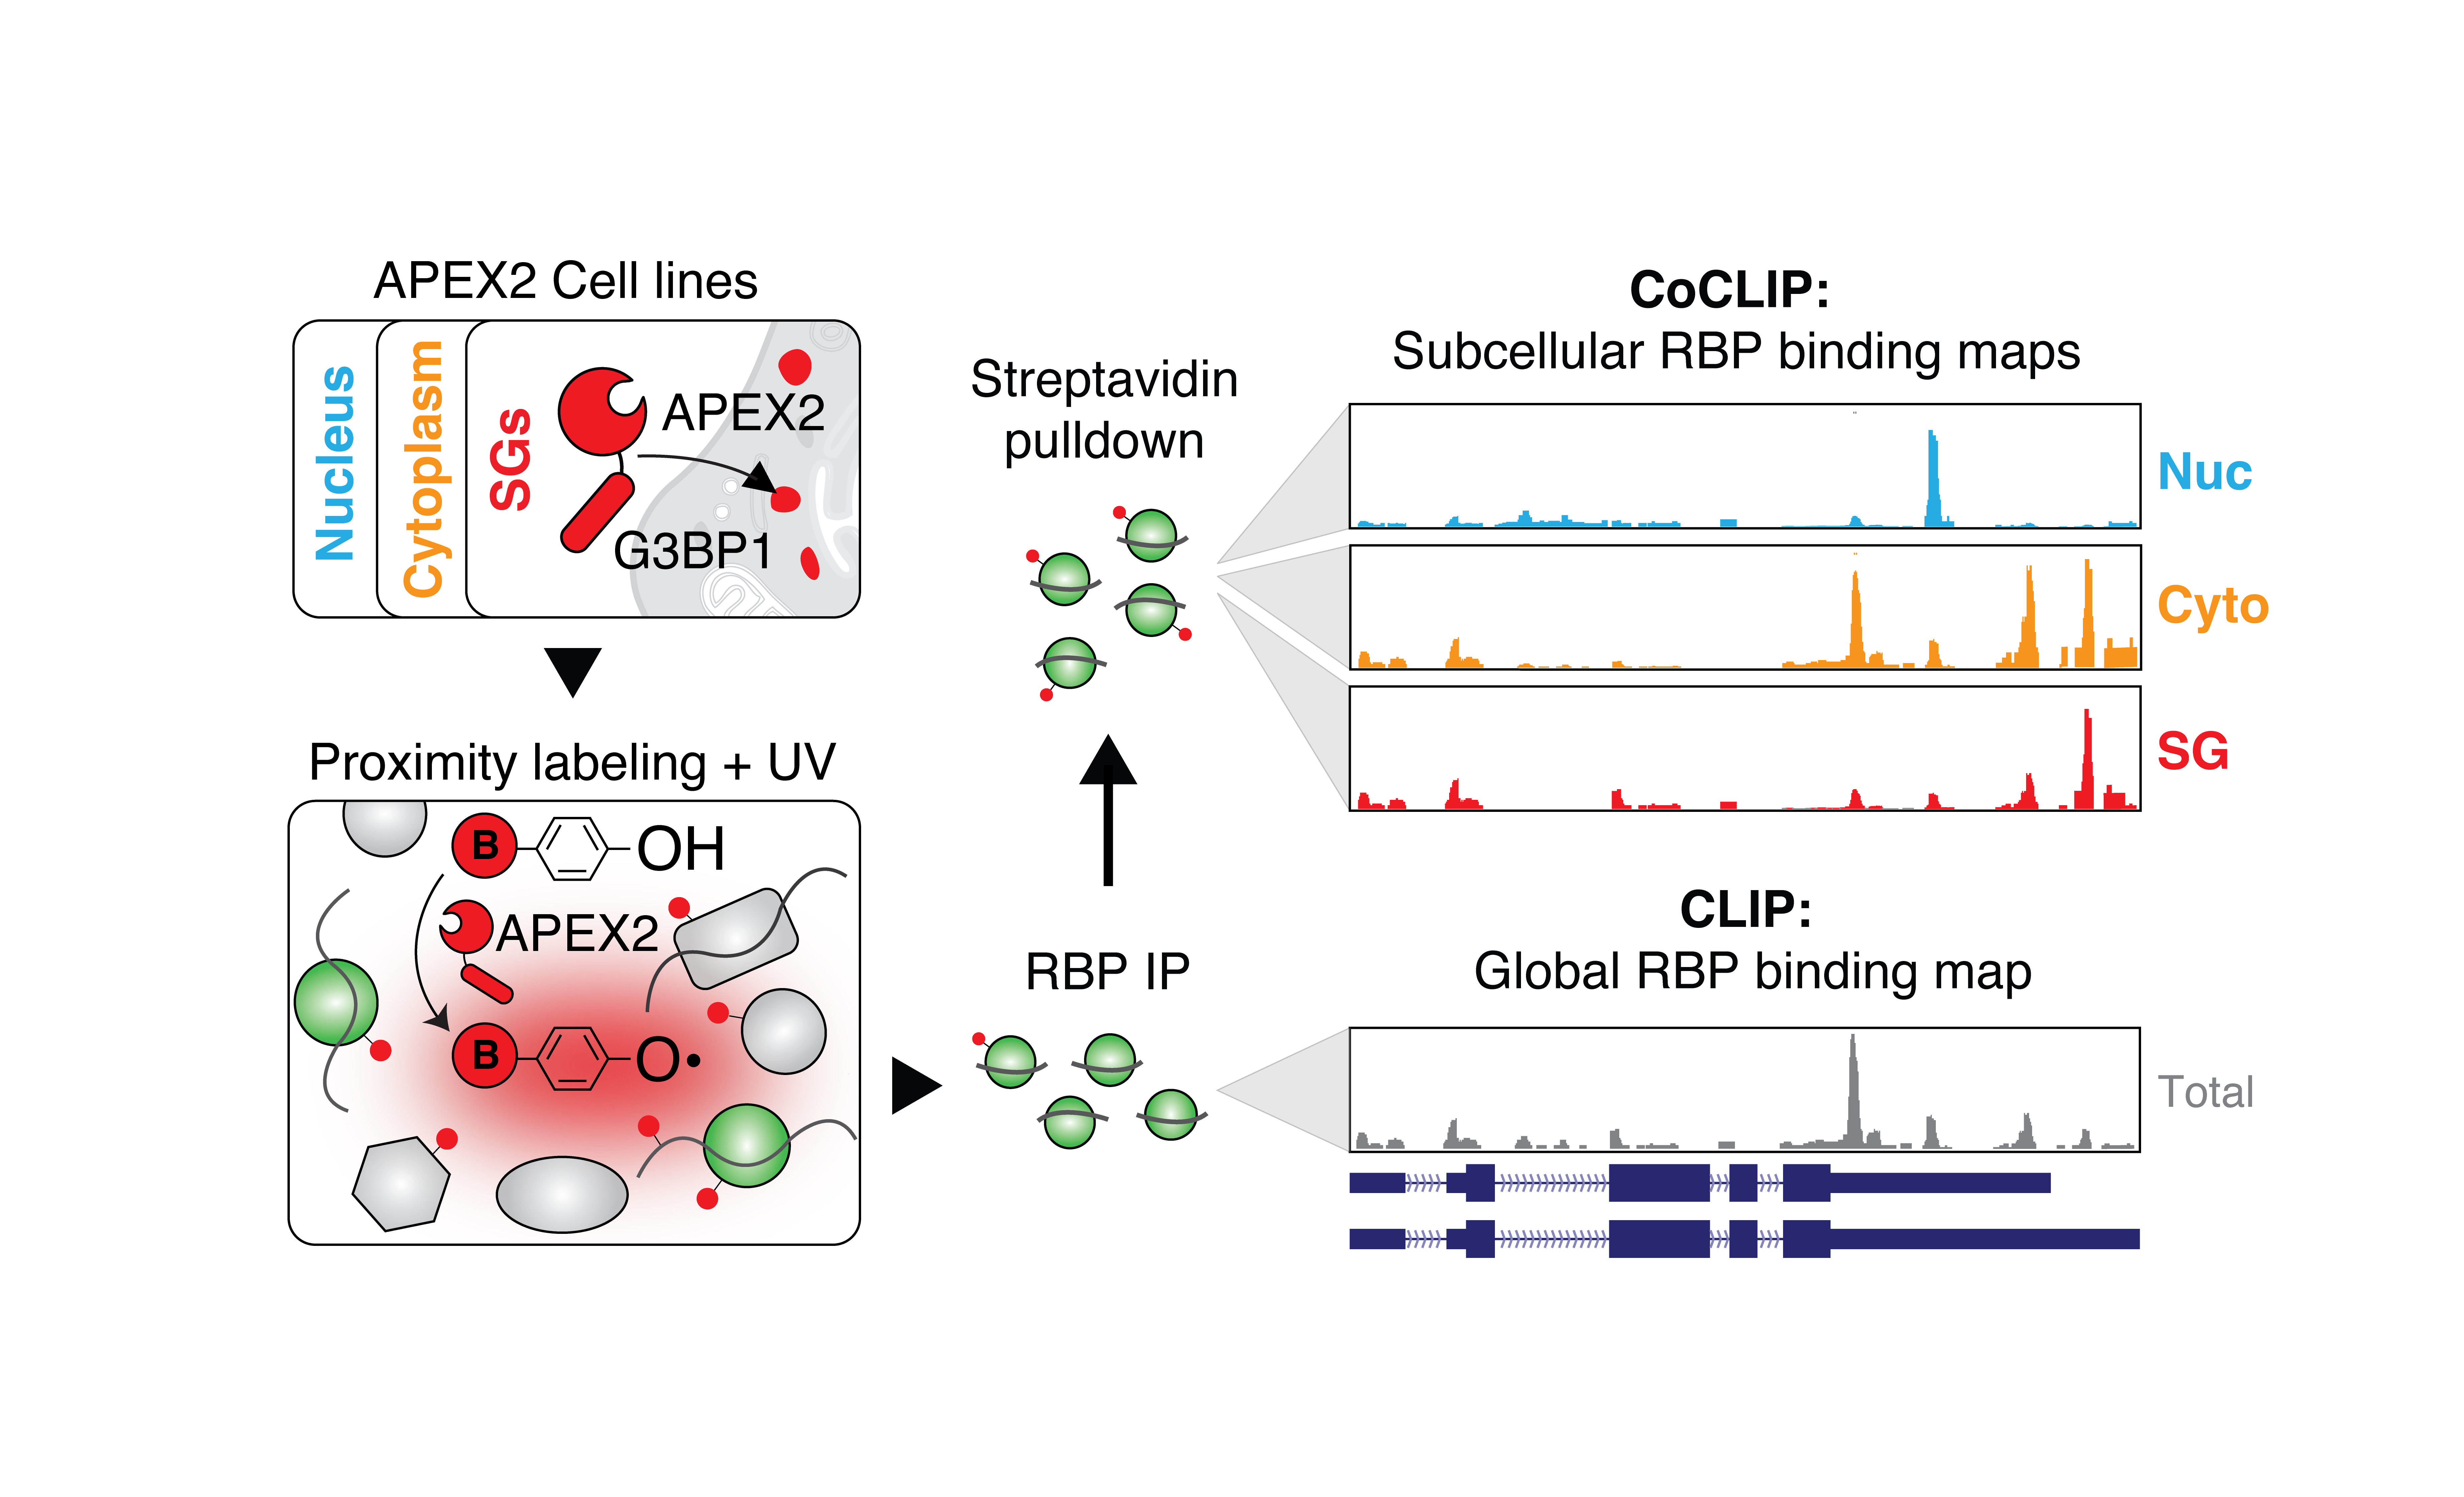 APEX2 Cell lines
Nucleus
Cytoplasm
SGs
APEX2
G3BP1
Proximity labeling + UV
B
OH
APEX2
B
O•
RBP IP
Streptavidin
pulldown
CoCLIP:
Subcellular RBP binding maps
Nuc
Cyto
SG
CLIP:
Global RBP binding map
Total